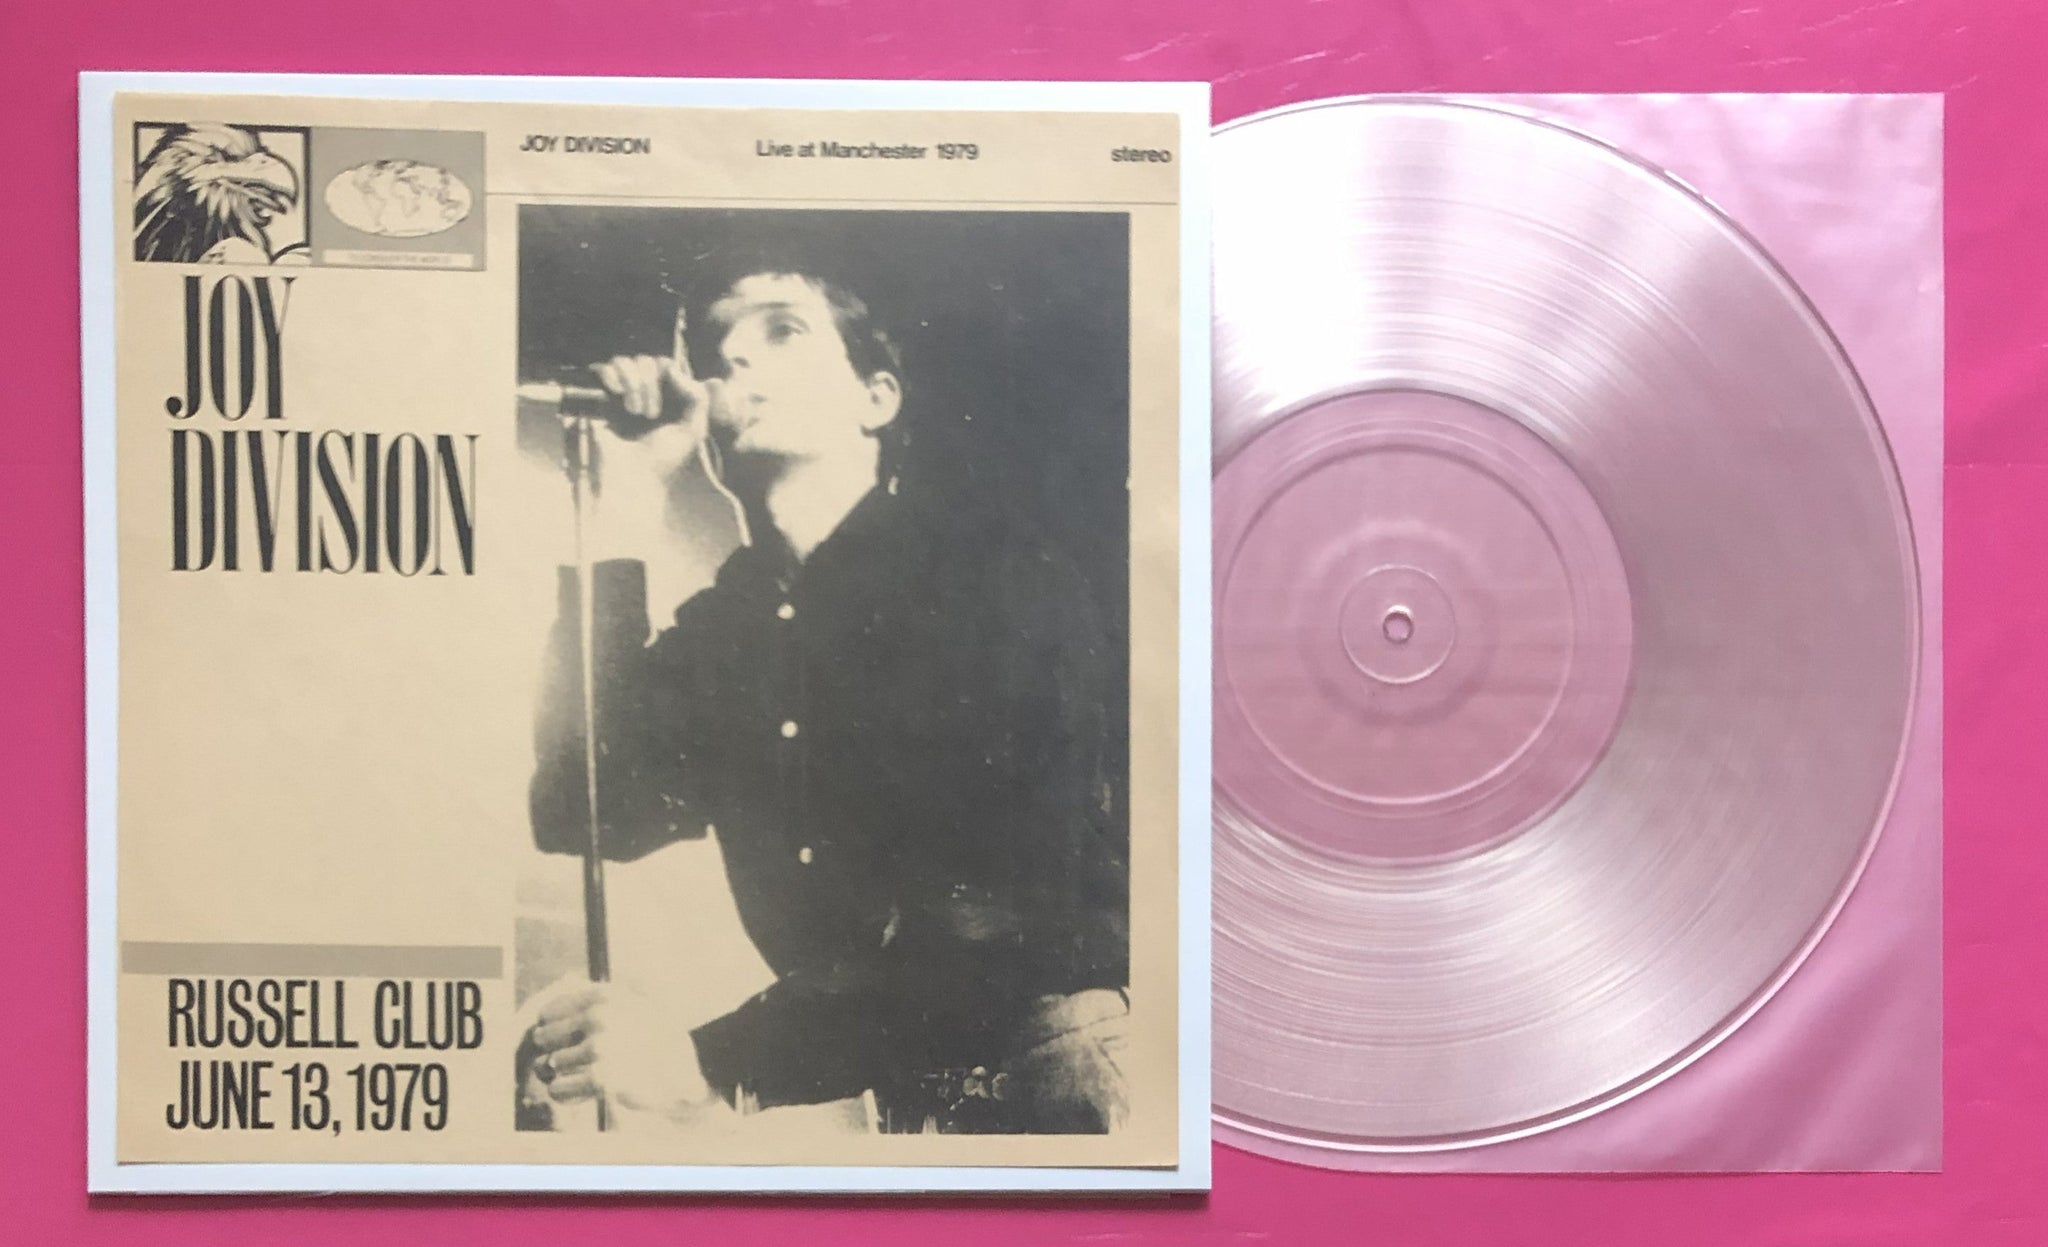 JOY DIVISION Live at Manchester 1979 stereo
JOY
DIVISION
RUSSELL CLUB
JUNE 13, 1979